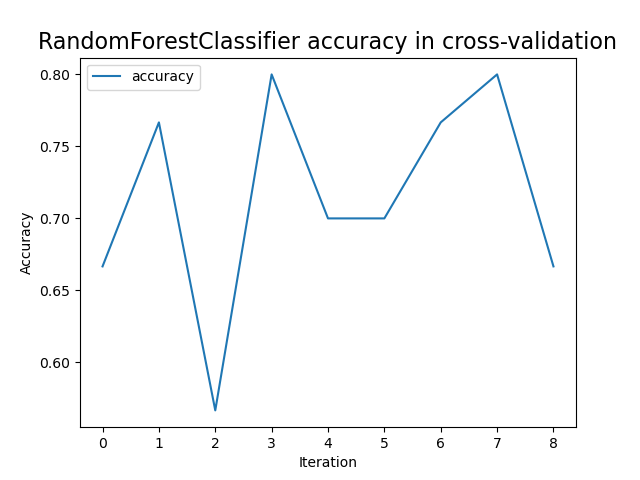 RandomForestClassifier accuracy in cross-validation
accuracy
0.80
0.75
0.70
0.65
0.60
Accuracy
0 1 2 3 4 5 6 7 8
Iteration